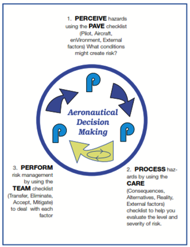 1. PERCEIVE hazards
using the PAVE checklist
(Pilot, Aircraft,
enVironment, External
factors) What conditions
might create risk?
P
P
Aeronautical
Decision
Making
P
3. PERFORM
risk management
by using the
TEAM checklist
(Transfer, Eliminate,
Accept, Mitigate)
to deal with each
factor
2. PROCESS haz-
ards by using the
CARE
(Consequences,
Alternatives, Reality,
External factors)
checklist to help you
evaluate the level and
severity of risk.